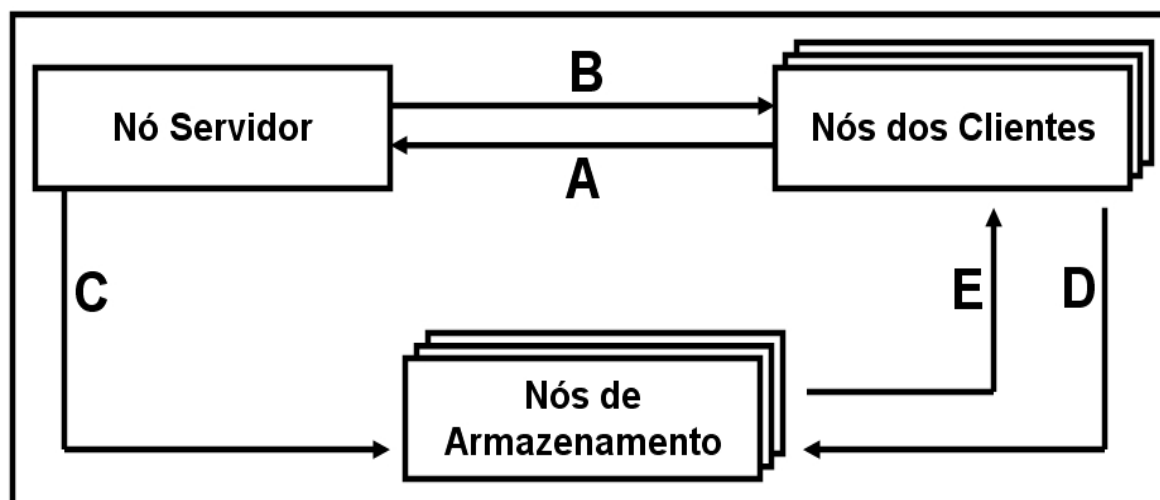 B
Nó Servidor
Nós dos Clientes
A
C
E
D
Nós de
Armazenamento